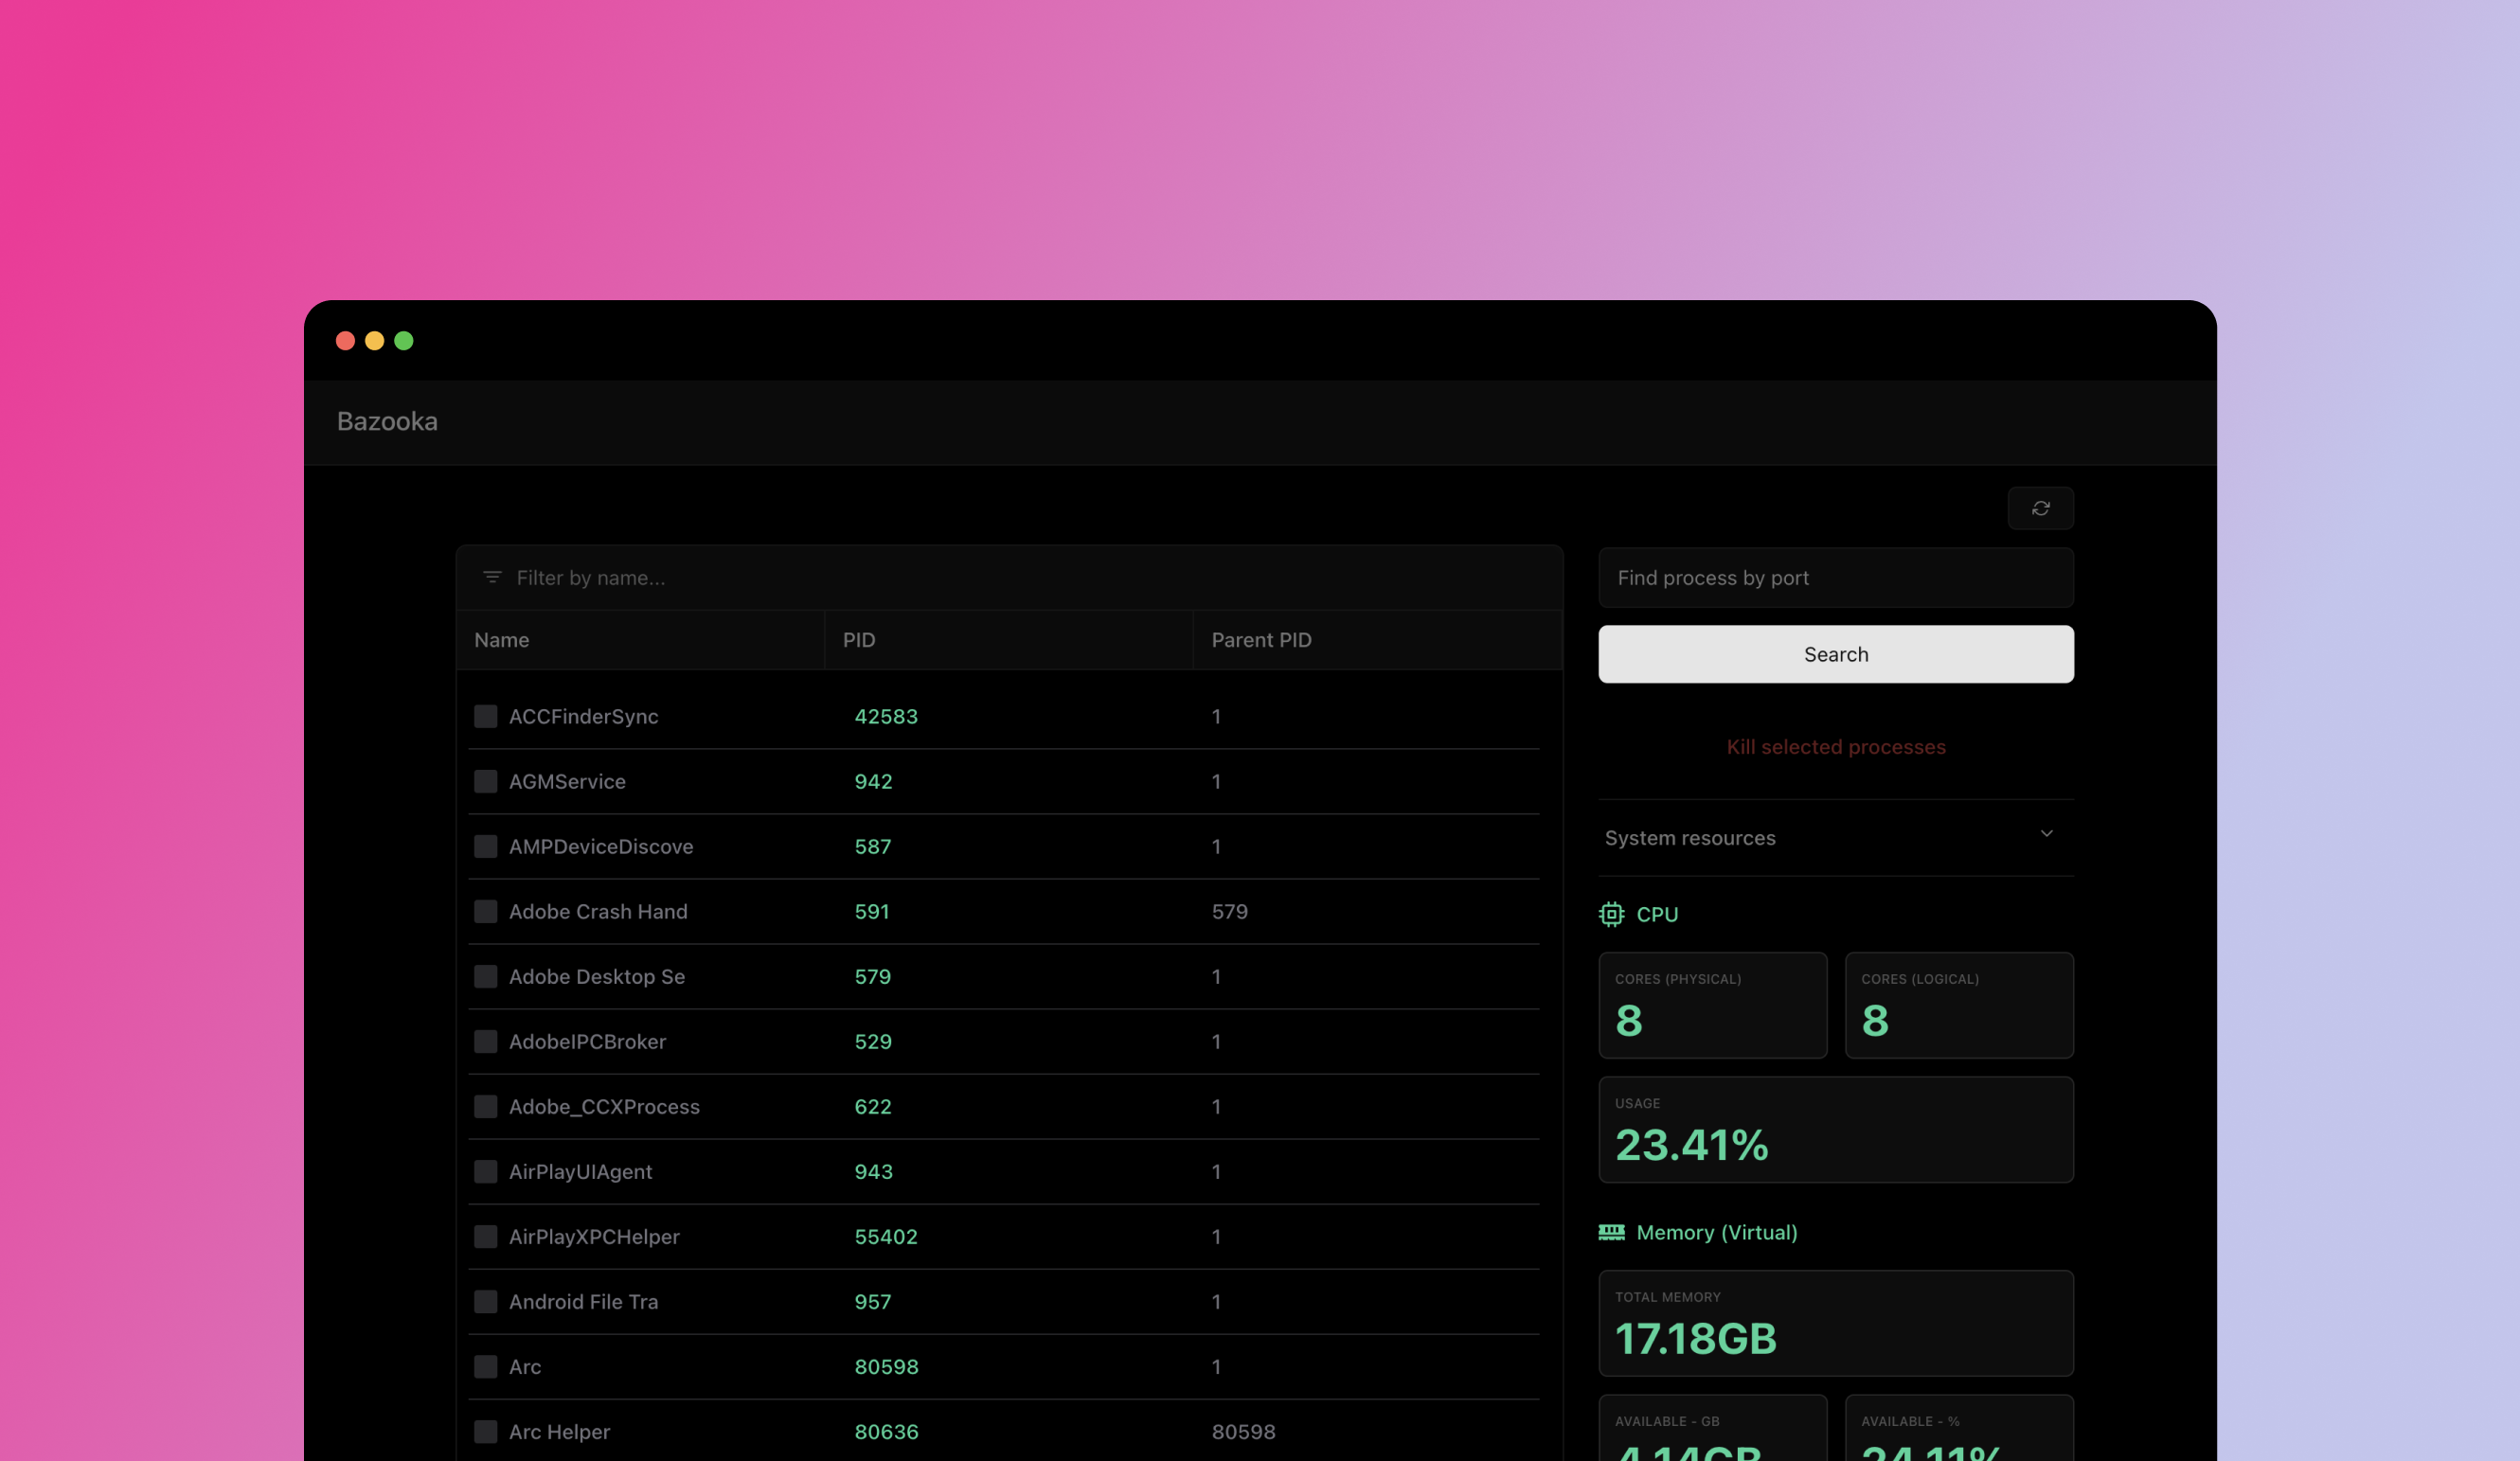 Bazooka
Filter by name...
Name PID Parent PID
ACCFinderSync 42583 1
AGMService 942 1
AMPDeviceDiscove 587 1
Adobe Crash Hand 591 579
Adobe Desktop Se 579 1
AdobeIPCBroker 529 1
Adobe_CCXProcess 622 1
AirPlayUIAgent 943 1
AirPlayXPCHelper 55402 1
Android File Tra 957 1
Arc 80598 1
Arc Helper 80636 80598
Find process by port
Search
Kill selected processes
System resources
CPU
CORES (PHYSICAL)
8
CORES (LOGICAL)
8
USAGE
23.41%
Memory (Virtual)
TOTAL MEMORY
17.18GB
AVAILABLE - GB
4.14GB
AVAILABLE - %
24.11%